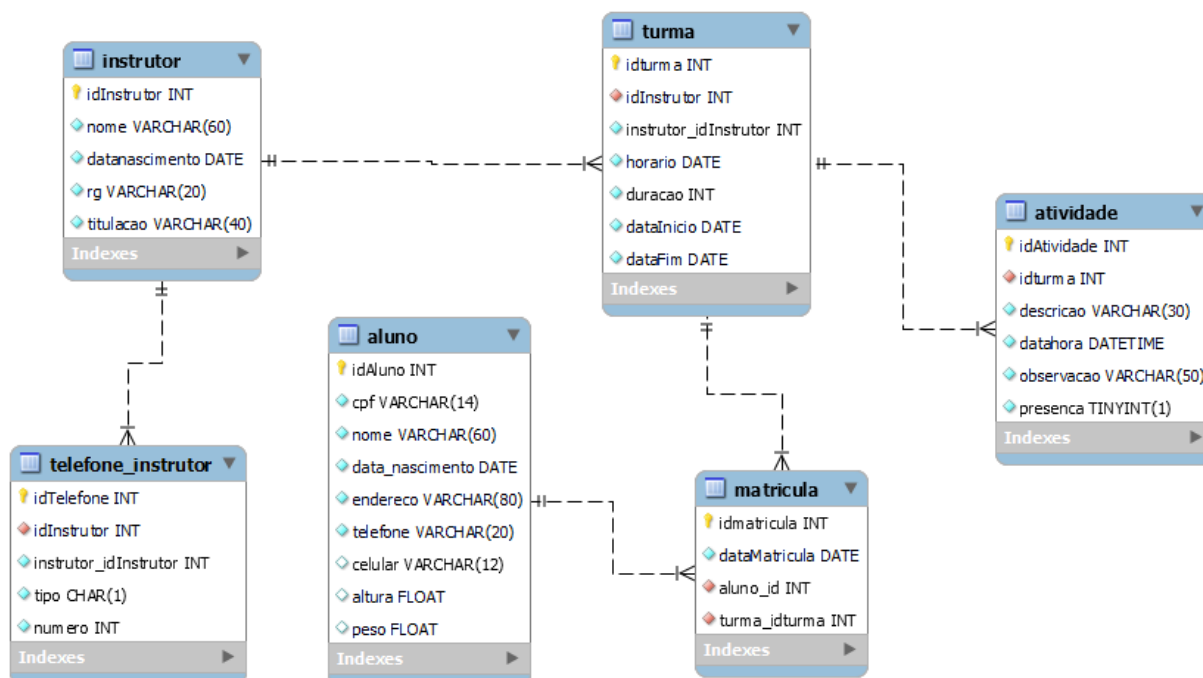 instrutor
idInstrutor INT
nome VARCHAR(60)
datanascimento DATE
rg VARCHAR(20)
titulacao VARCHAR(40)
Indexes
turma
idturma INT
idInstrutor INT
instrutor_idInstrutor INT
horario DATE
duracao INT
dataInicio DATE
dataFim DATE
Indexes
atividade
idAtividade INT
idturma INT
descricao VARCHAR(30)
datahora DATETIME
observacao VARCHAR(50)
presenca TINYINT(1)
Indexes
aluno
idAluno INT
cpf VARCHAR(14)
nome VARCHAR(60)
data_nascimento DATE
endereco VARCHAR(80)
telefone VARCHAR(20)
celular VARCHAR(12)
altura FLOAT
peso FLOAT
Indexes
telefone_instrutor
idTelefone INT
idInstrutor INT
instrutor_idInstrutor INT
tipo CHAR(1)
numero INT
Indexes
matricula
idmatricula INT
dataMatricula DATE
aluno_id INT
turma_idturma INT
Indexes